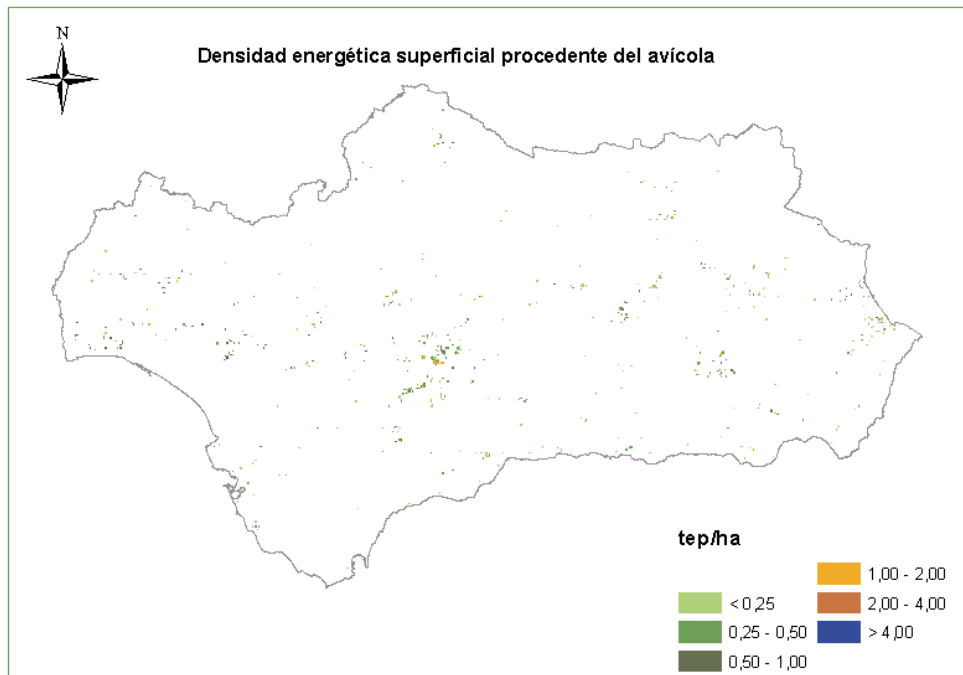 N
Densidad energética superficial procedente del avícola
tep/ha
< 0,25
0,25 - 0,50
0,50 - 1,00
1,00 - 2,00
2,00 - 4,00
> 4,00